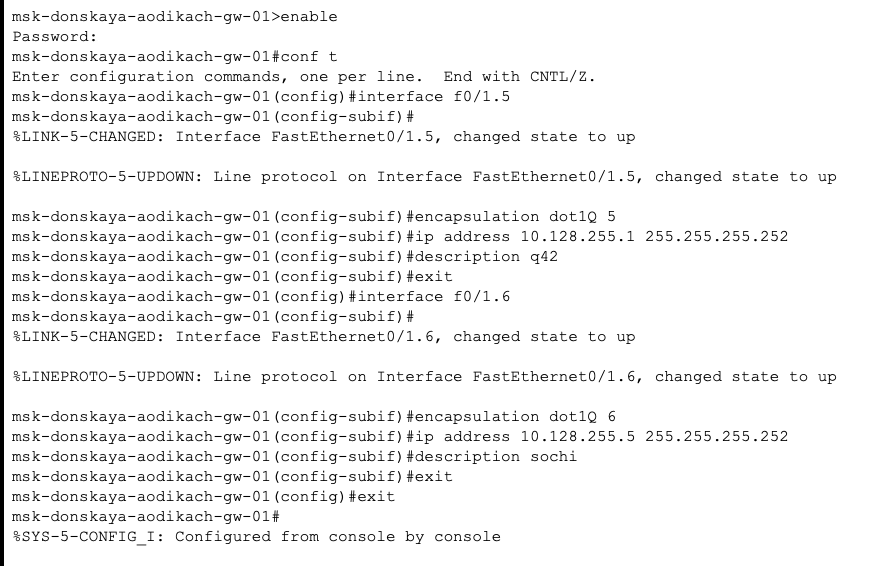 msk-donskaya-aodikach-gw-01>enable
Password:
msk-donskaya-aodikach-gw-01#conf t
Enter configuration commands, one per line.  End with CNTL/Z.
msk-donskaya-aodikach-gw-01(config)#interface f0/1.5
msk-donskaya-aodikach-gw-01(config-subif)#
%LINK-5-CHANGED: Interface FastEthernet0/1.5, changed state to up
%LINEPROTO-5-UPDOWN: Line protocol on Interface FastEthernet0/1.5, changed state to up
msk-donskaya-aodikach-gw-01(config-subif)#encapsulation dot1Q 5
msk-donskaya-aodikach-gw-01(config-subif)#ip address 10.128.255.1 255.255.255.252
msk-donskaya-aodikach-gw-01(config-subif)#description q42
msk-donskaya-aodikach-gw-01(config-subif)#exit
msk-donskaya-aodikach-gw-01(config)#interface f0/1.6
msk-donskaya-aodikach-gw-01(config-subif)#
%LINK-5-CHANGED: Interface FastEthernet0/1.6, changed state to up
%LINEPROTO-5-UPDOWN: Line protocol on Interface FastEthernet0/1.6, changed state to up
msk-donskaya-aodikach-gw-01(config-subif)#encapsulation dot1Q 6
msk-donskaya-aodikach-gw-01(config-subif)#ip address 10.128.255.5 255.255.255.252
msk-donskaya-aodikach-gw-01(config-subif)#description sochi
msk-donskaya-aodikach-gw-01(config-subif)#exit
msk-donskaya-aodikach-gw-01(config)#exit
msk-donskaya-aodikach-gw-01#
%SYS-5-CONFIG_I: Configured from console by console